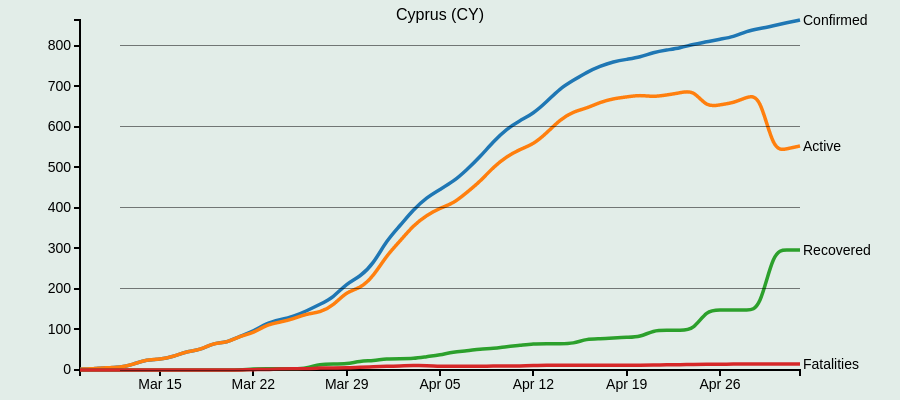 Cyprus (CY)
Confirmed
800
700
600
Active
500
400
300
Recovered
200
100
0
Fatalities
Mar 15 Mar 22 Mar 29 Apr 05 Apr 12 Apr 19 Apr 26